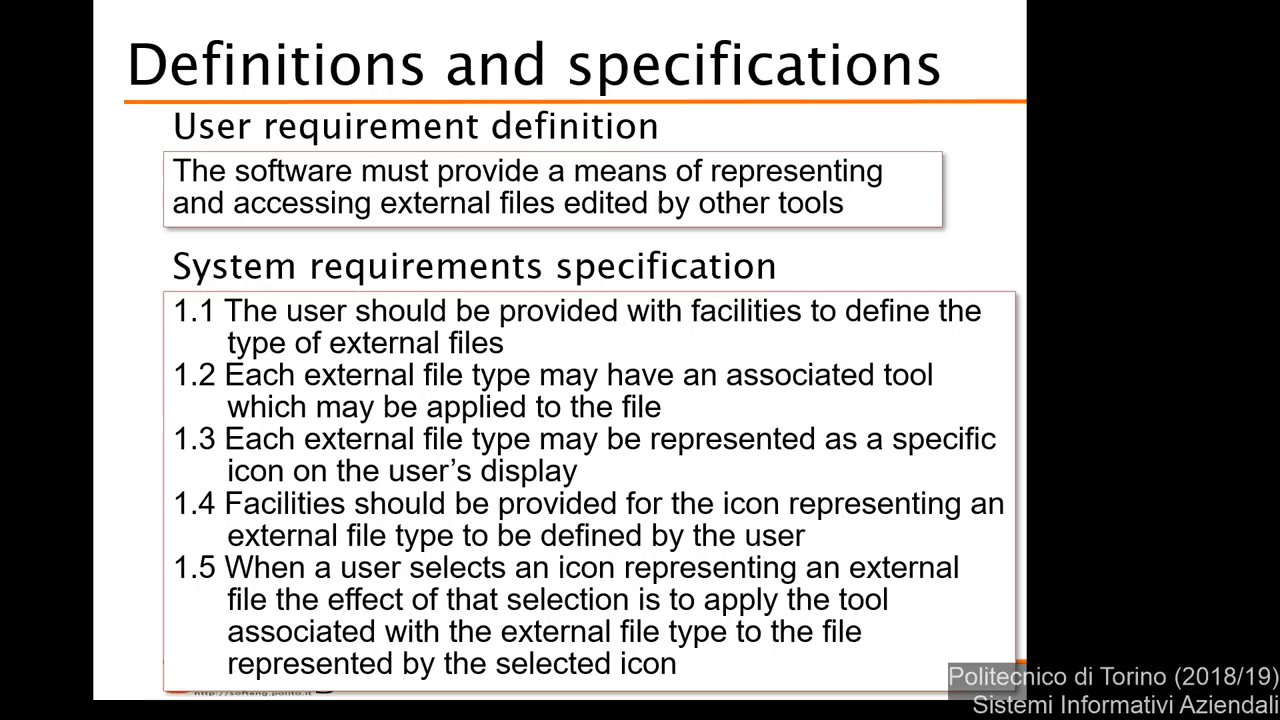 Definitions and specifications
User requirement definition
The software must provide a means of representing
and accessing external files edited by other tools
System requirements specification
1.1 The user should be provided with facilities to define the
type of external files
1.2 Each external file type may have an associated tool
which may be applied to the file
1.3 Each external file type may be represented as a specific
icon on the user’s display
1.4 Facilities should be provided for the icon representing an
external file type to be defined by the user
1.5 When a user selects an icon representing an external
file the effect of that selection is to apply the tool
associated with the external file type to the file
represented by the selected icon
http://softeng.polito.it
Politecnico di Torino (2018/19)
Sistemi Informativi Aziendali